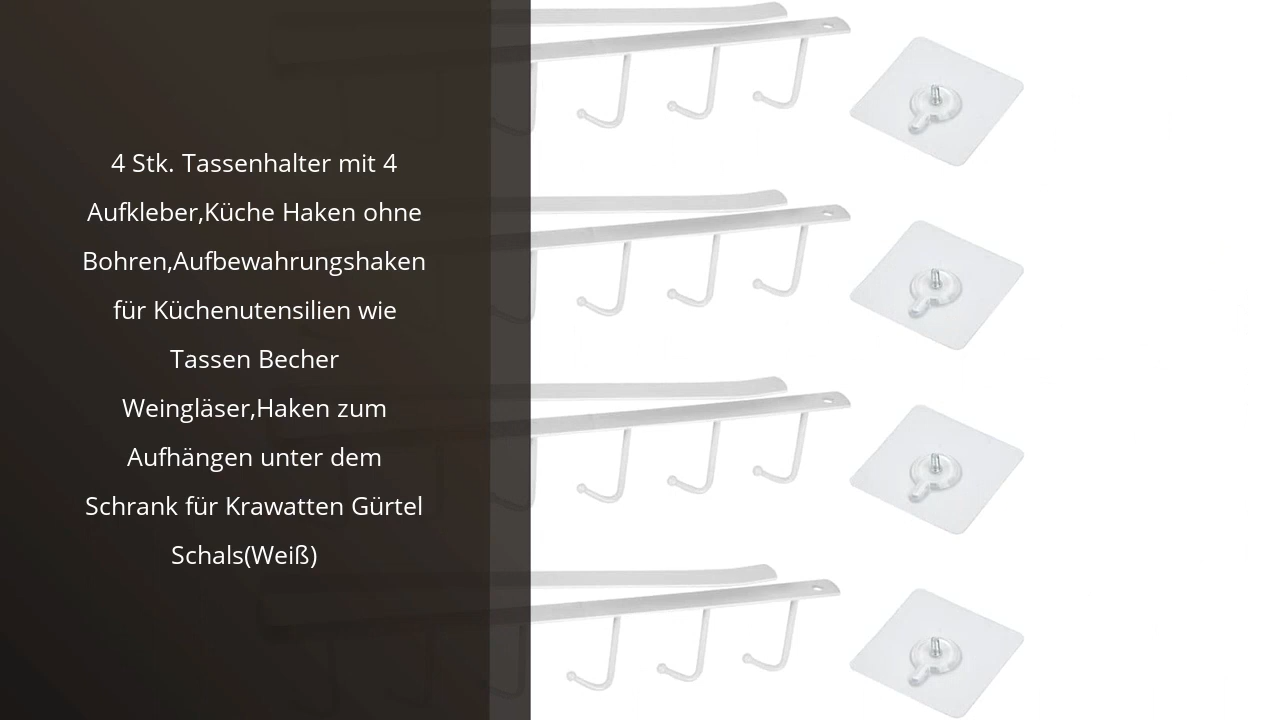 4 Stk. Tassenhalter mit 4
Aufkleber,Küche Haken ohne
Bohren,Aufbewahrungshaken
für Küchenutensilien wie
Tassen Becher
Weingläser,Haken zum
Aufhängen unter dem
Schrank für Krawatten Gürtel
Schals(Weiß)